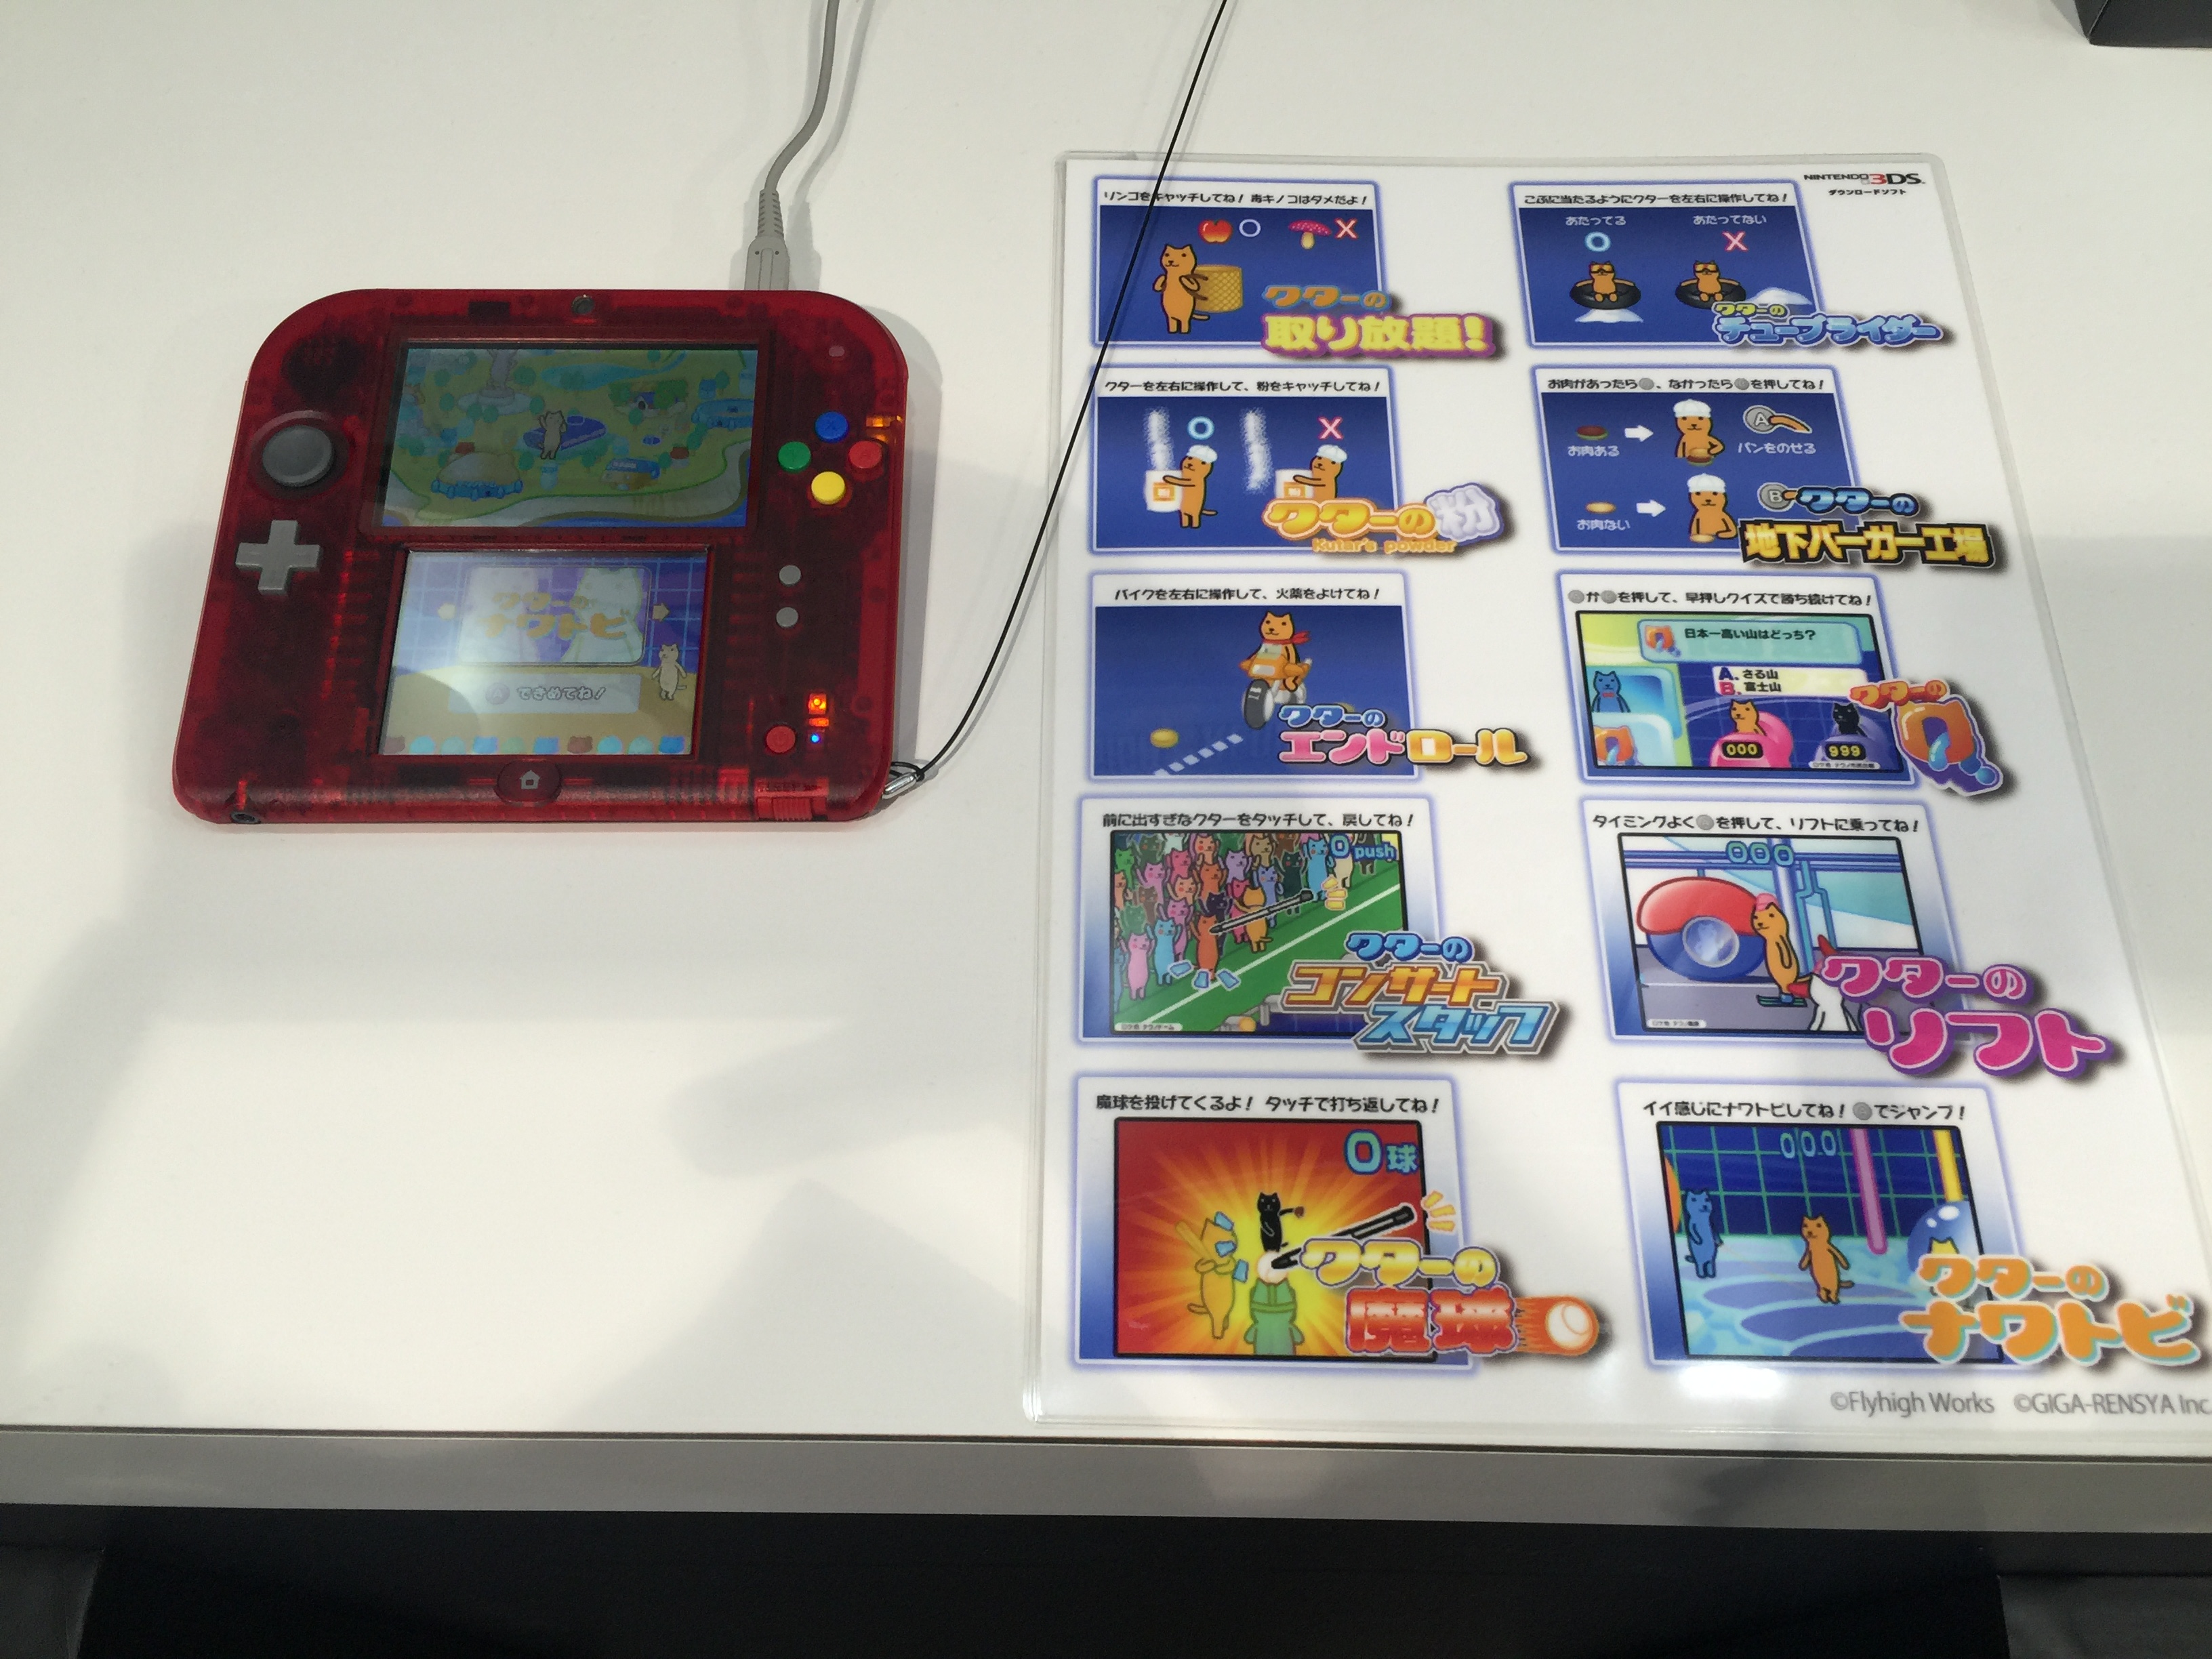 クターの
ナワトビ
できめてね！
NINTENDO 3DS
ダウンロードソフト
リンゴをキャッチしてね！ 毒キノコはダメだよ！
○ X
クターの
取り放題！
こぶに当たるようにクターを左右に操作してね！
あたってる あたってない
○ X
クターの
チューブライダー
クターを左右に操作して、粉をキャッチしてね！
○ X
粉
クターの粉
Kutar's powder
お肉があったら、なかったらを押してね！
お肉ある
A
パンをのせる
お肉ない
B
クターの
地下バーガー工場
バイクを左右に操作して、火薬をよけてね！
クターの
エンドロール
かを押して、早押しクイズで勝ち続けてね！
日本一高い山はどっち？
A. さる山
B. 富士山
000 999
クターの
Q
前に出すぎなクターをタッチして、戻してね！
0 push
クターの
コンサート
スタッフ
タイミングよくを押して、リフトに乗ってね！
000
クターの
リフト
魔球を投げてくるよ！ タッチで打ち返してね！
0球
クターの
魔球
イイ感じにナワトビしてね！ でジャンプ！
000
クターの
ナワトビ
©Flyhigh Works ©GIGA-RENSYA Inc.